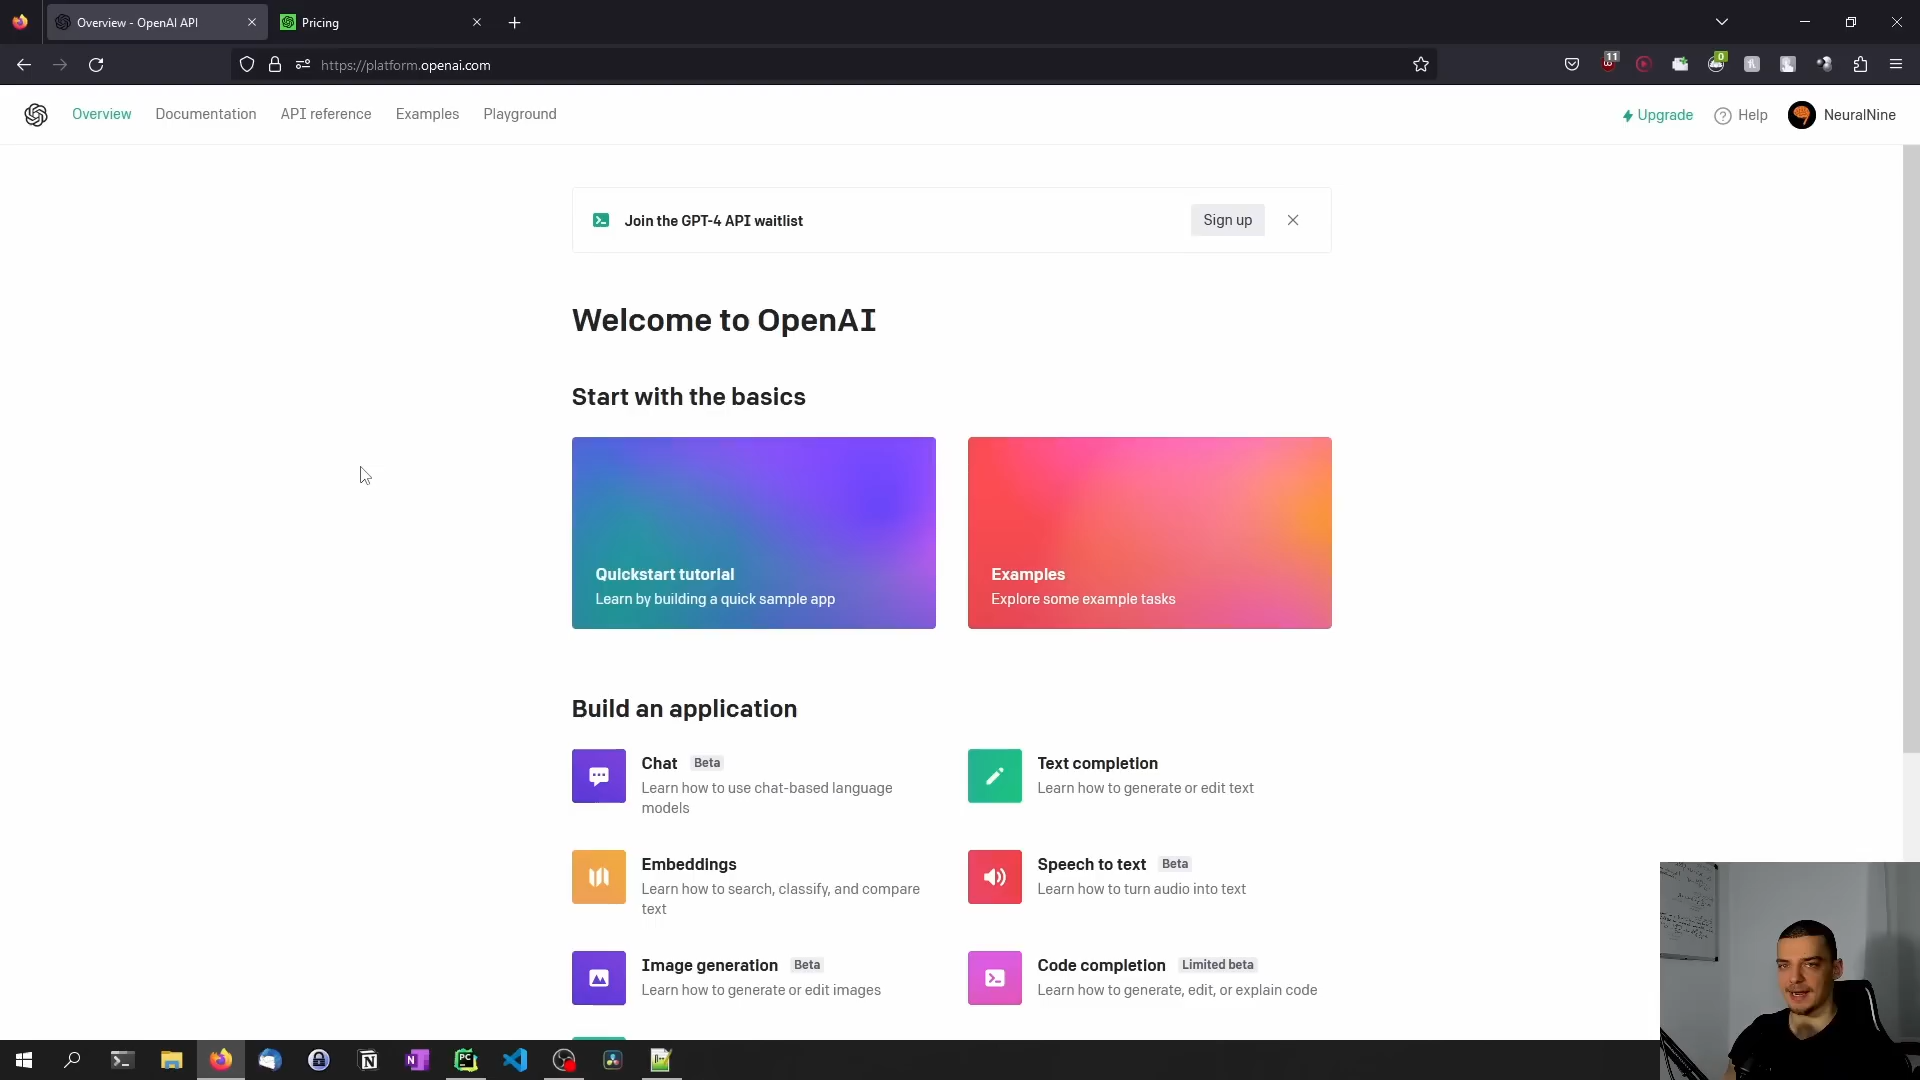 Overview - OpenAI API
Pricing
https://platform.openai.com
11
0
Overview
Documentation
API reference
Examples
Playground
Upgrade
Help
NeuralNine
Join the GPT-4 API waitlist
Sign up
Welcome to OpenAI
Start with the basics
Quickstart tutorial
Learn by building a quick sample app
Examples
Explore some example tasks
Build an application
Chat Beta
Learn how to use chat-based language
models
Text completion
Learn how to generate or edit text
Embeddings
Learn how to search, classify, and compare
text
Speech to text Beta
Learn how to turn audio into text
Image generation Beta
Learn how to generate or edit images
Code completion Limited beta
Learn how to generate, edit, or explain code